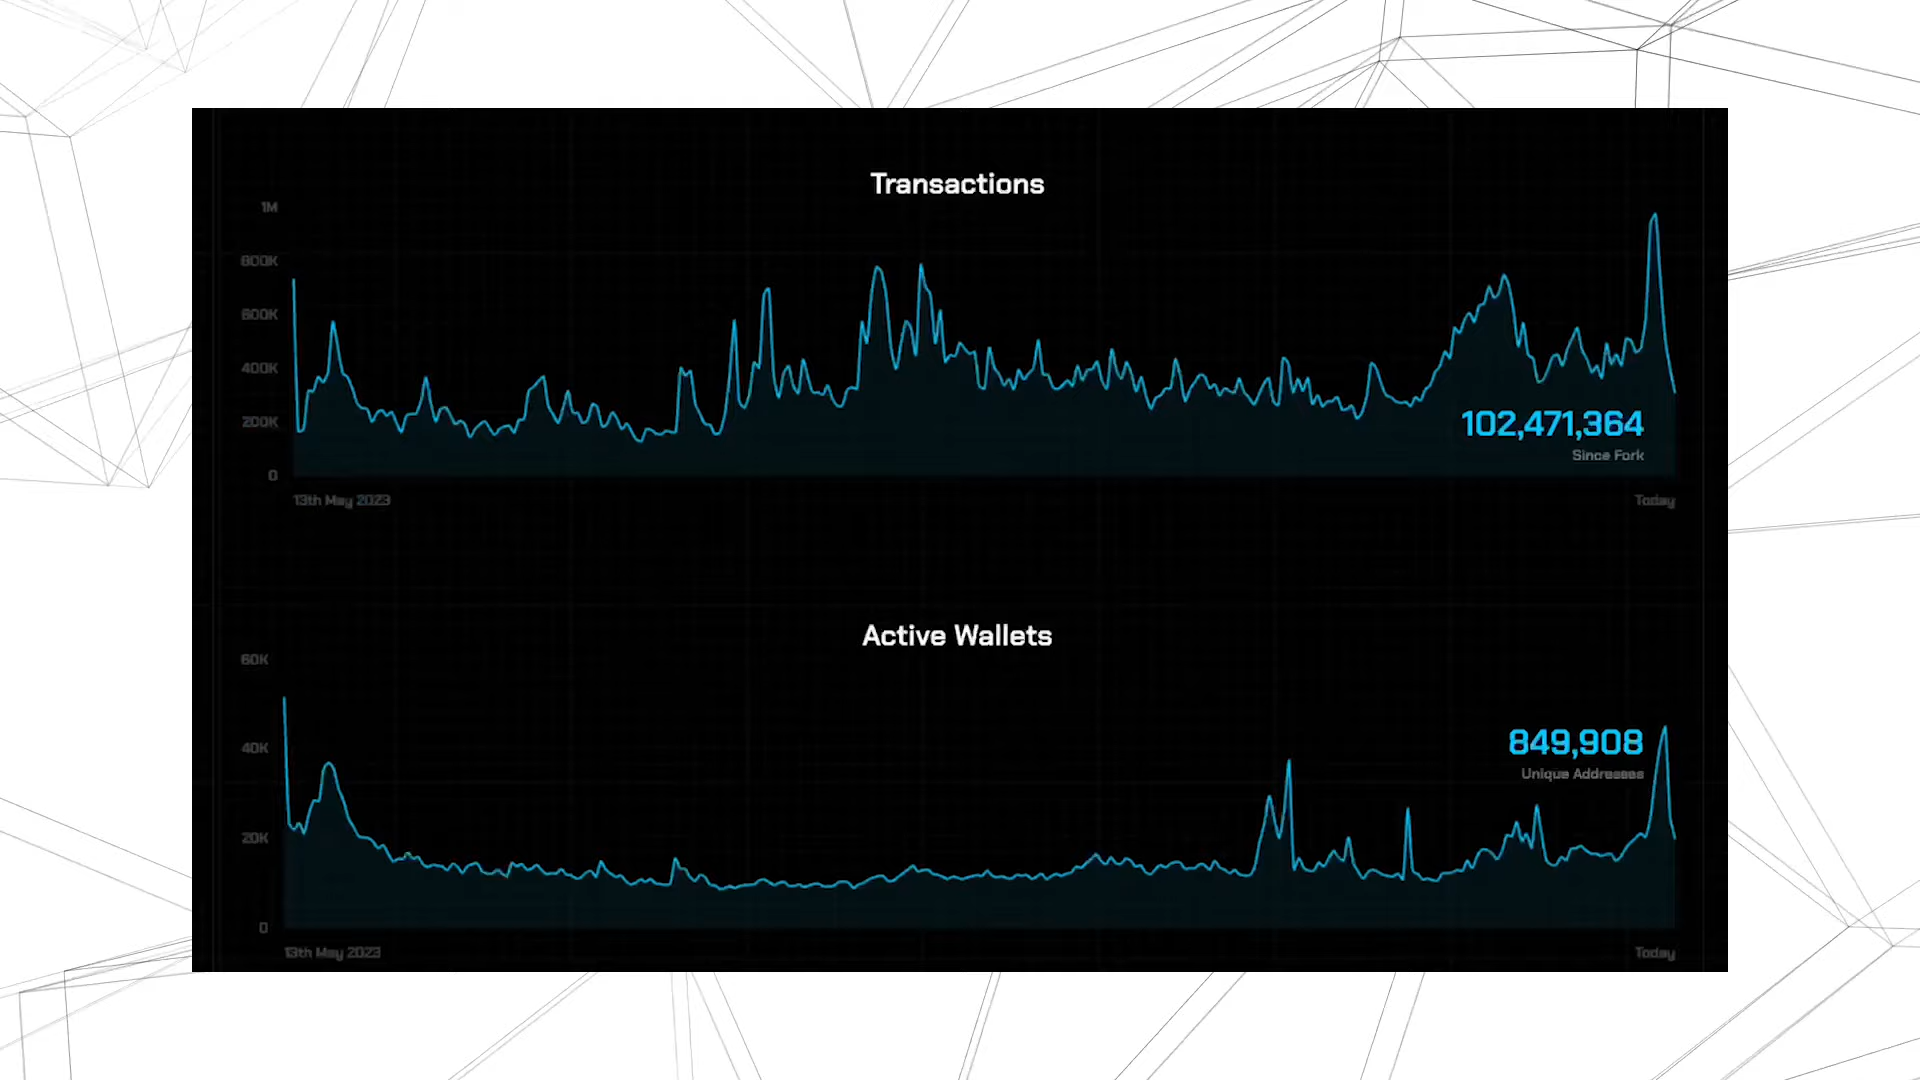 Transactions
1M
800K
600K
400K
200K
0
102,471,364
Since Fork
13th May 2023
Today
Active Wallets
60K
40K
20K
0
849,908
Unique Addresses
13th May 2023
Today